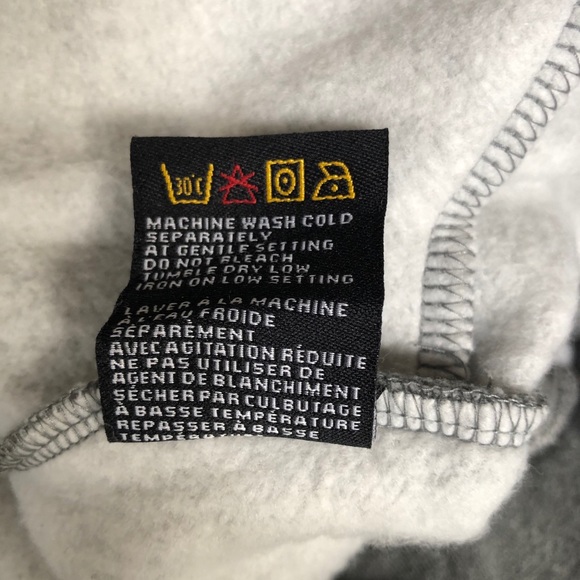 30°C
MACHINE WASH COLD
SEPARATELY
AT GENTLE SETTING
DO NOT BLEACH
TUMBLE DRY LOW
IRON ON LOW SETTING
LAVER À LA MACHINE
À L'EAU FROIDE
SÉPARÉMENT
AVEC AGITATION RÉDUITE
NE PAS UTILISER DE
AGENT DE BLANCHIMENT
SÉCHER PAR CULBUTAGE
À BASSE TEMPÉRATURE
REPASSER À BASSE
TEMPÉRATURE